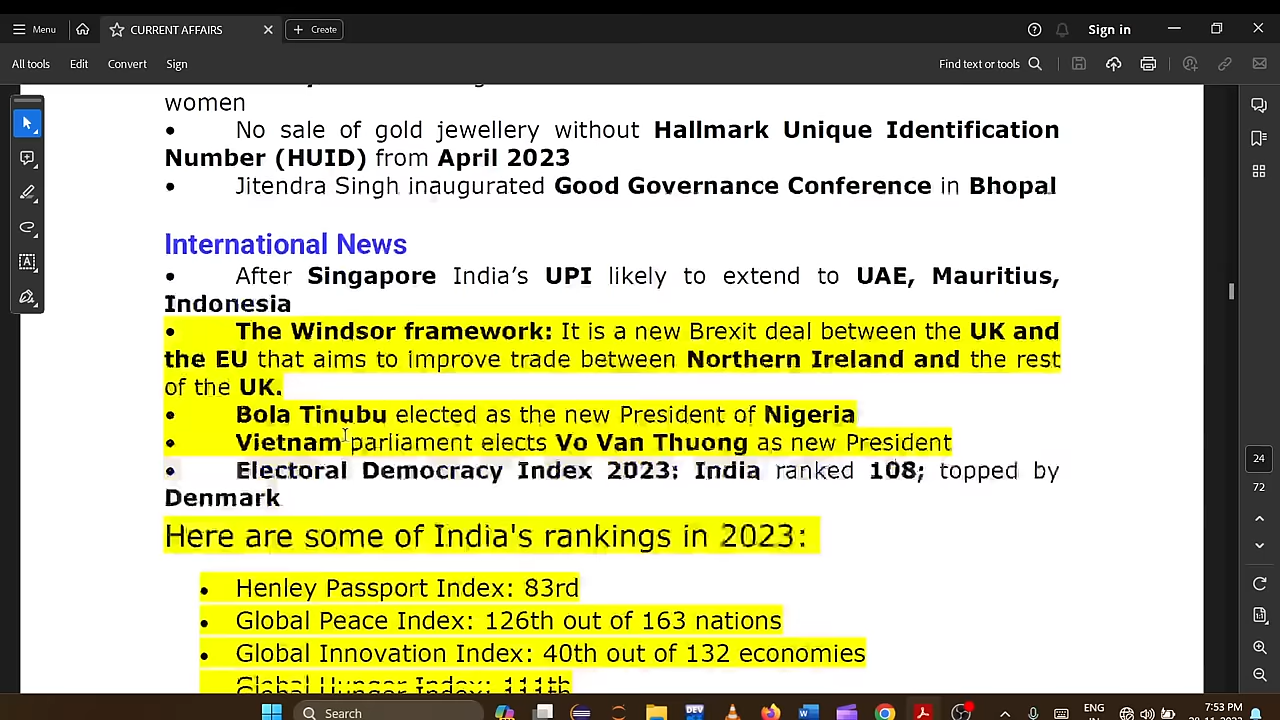 Menu
CURRENT AFFAIRS
Create
Sign in
All tools Edit Convert Sign
Find text or tools
women
• No sale of gold jewellery without Hallmark Unique Identification
Number (HUID) from April 2023
• Jitendra Singh inaugurated Good Governance Conference in Bhopal
International News
• After Singapore India's UPI likely to extend to UAE, Mauritius,
Indonesia
• The Windsor framework: It is a new Brexit deal between the UK and
the EU that aims to improve trade between Northern Ireland and the rest
of the UK.
• Bola Tinubu elected as the new President of Nigeria
• Vietnam parliament elects Vo Van Thuong as new President
• Electoral Democracy Index 2023: India ranked 108; topped by
Denmark
Here are some of India's rankings in 2023:
• Henley Passport Index: 83rd
• Global Peace Index: 126th out of 163 nations
• Global Innovation Index: 40th out of 132 economies
• Global Hunger Index: 111th
24
72
Search
DEV
ENG
7:53 PM